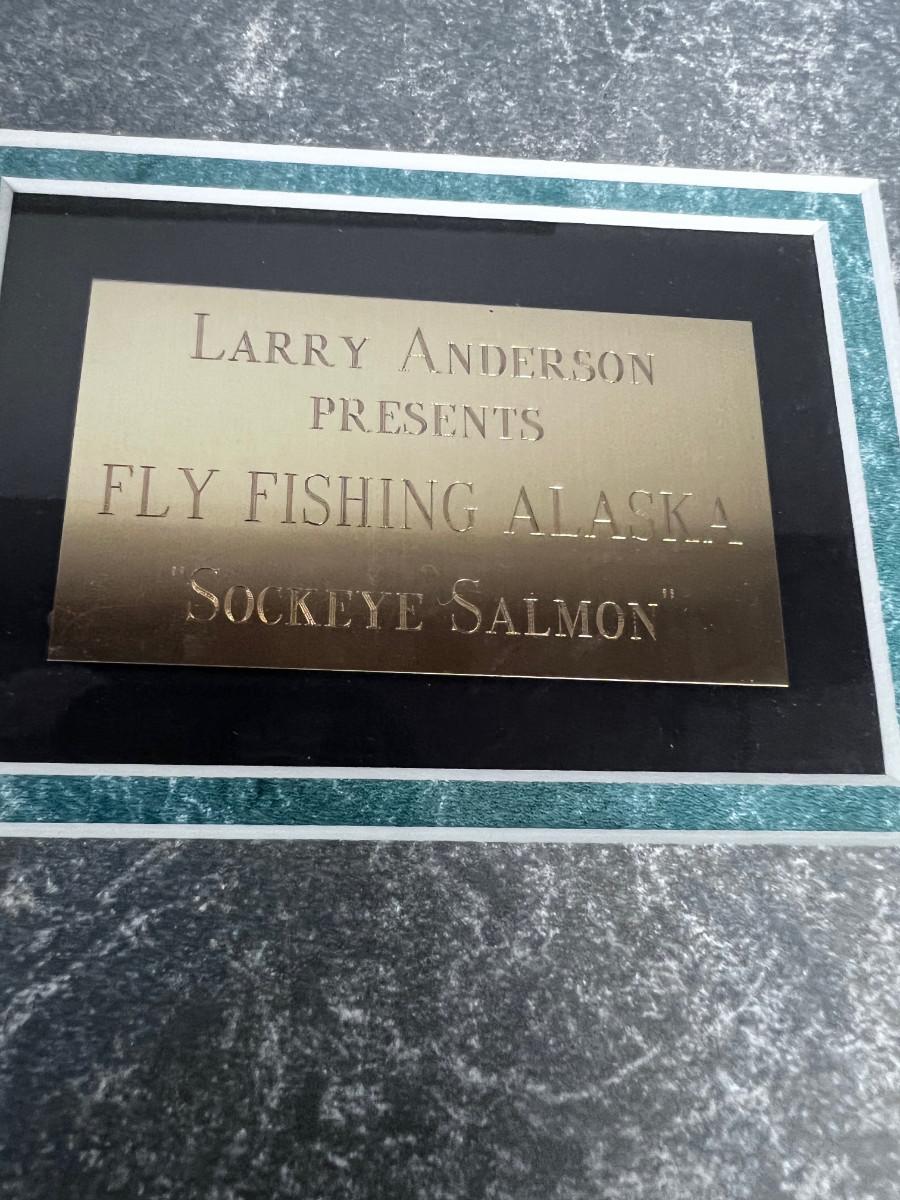 Larry Anderson
PRESENTS
FLY FISHING ALASKA
"Sockeye Salmon"